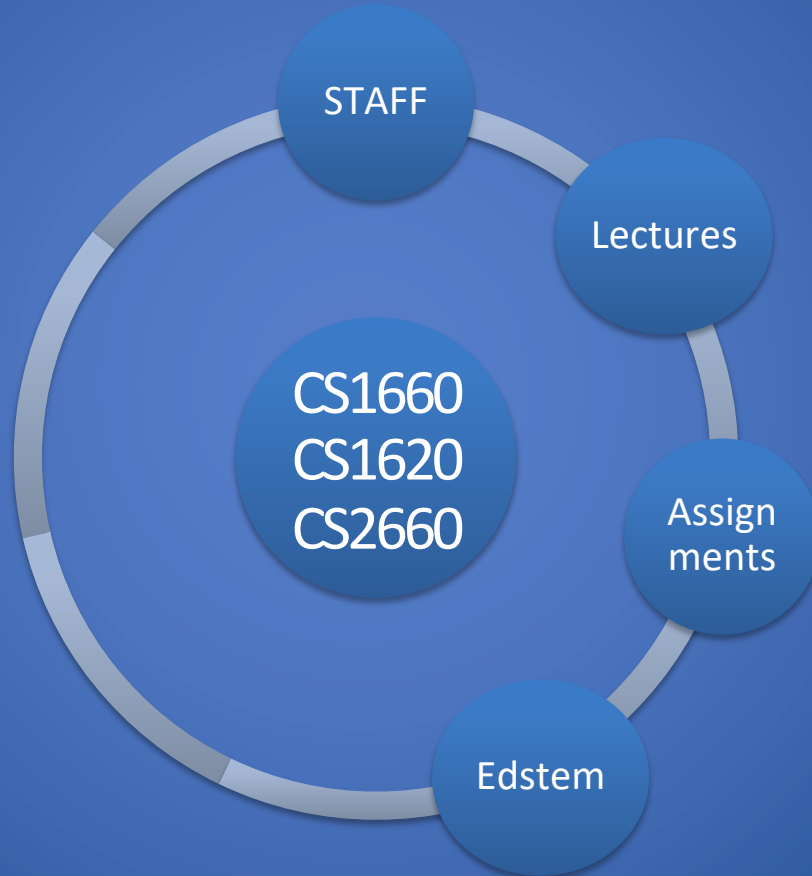 STAFF
Lectures
CS1660
CS1620
CS2660
Assign
ments
Edstem